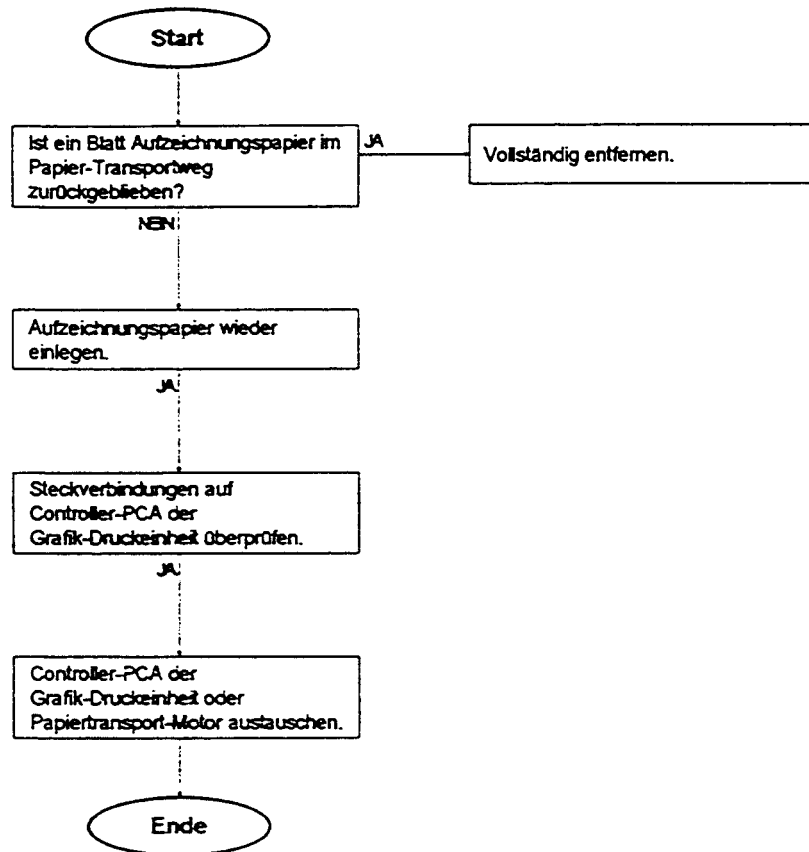 Start
Ist ein Blatt Aufzeichnungspapier im
Papier-Transportweg
zurückgeblieben?
JA
Vollständig entfernen.
NEIN
Aufzeichnungspapier wieder
einlegen.
JA
Steckverbindungen auf
Controller-PCA der
Grafik-Druckeinheit überprüfen.
JA
Controller-PCA der
Grafik-Druckeinheit oder
Papiertransport-Motor austauschen.
Ende